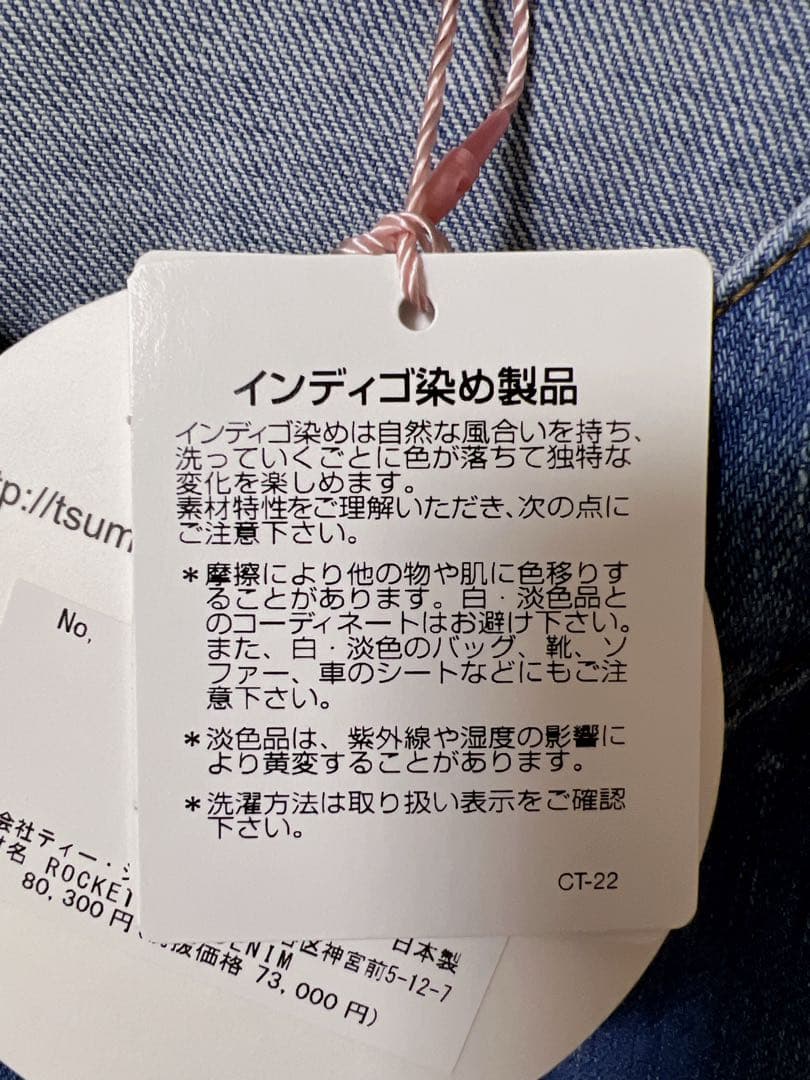 インディゴ染め製品
インディゴ染めは自然な風合いを持ち、
洗っていくごとに色が落ちて独特な
変化を楽しめます。
素材特性をご理解いただき、次の点に
ご注意下さい。
＊摩擦により他の物や肌に色移りす
ることがあります。白・淡色品と
のコーディネートはお避け下さい。
また、白・淡色のバッグ、靴、ソ
ファー、車のシートなどにもご注
意下さい。
＊淡色品は、紫外線や湿度の影響に
より黄変することがあります。
＊洗濯方法は取り扱い表示をご確認
下さい。
CT-22
tp://tsum
No,
会社ティー・
材名 ROCKET
80,300円
税抜価格 73,000円)
ENIM
区神宮前5-12-7
日本製